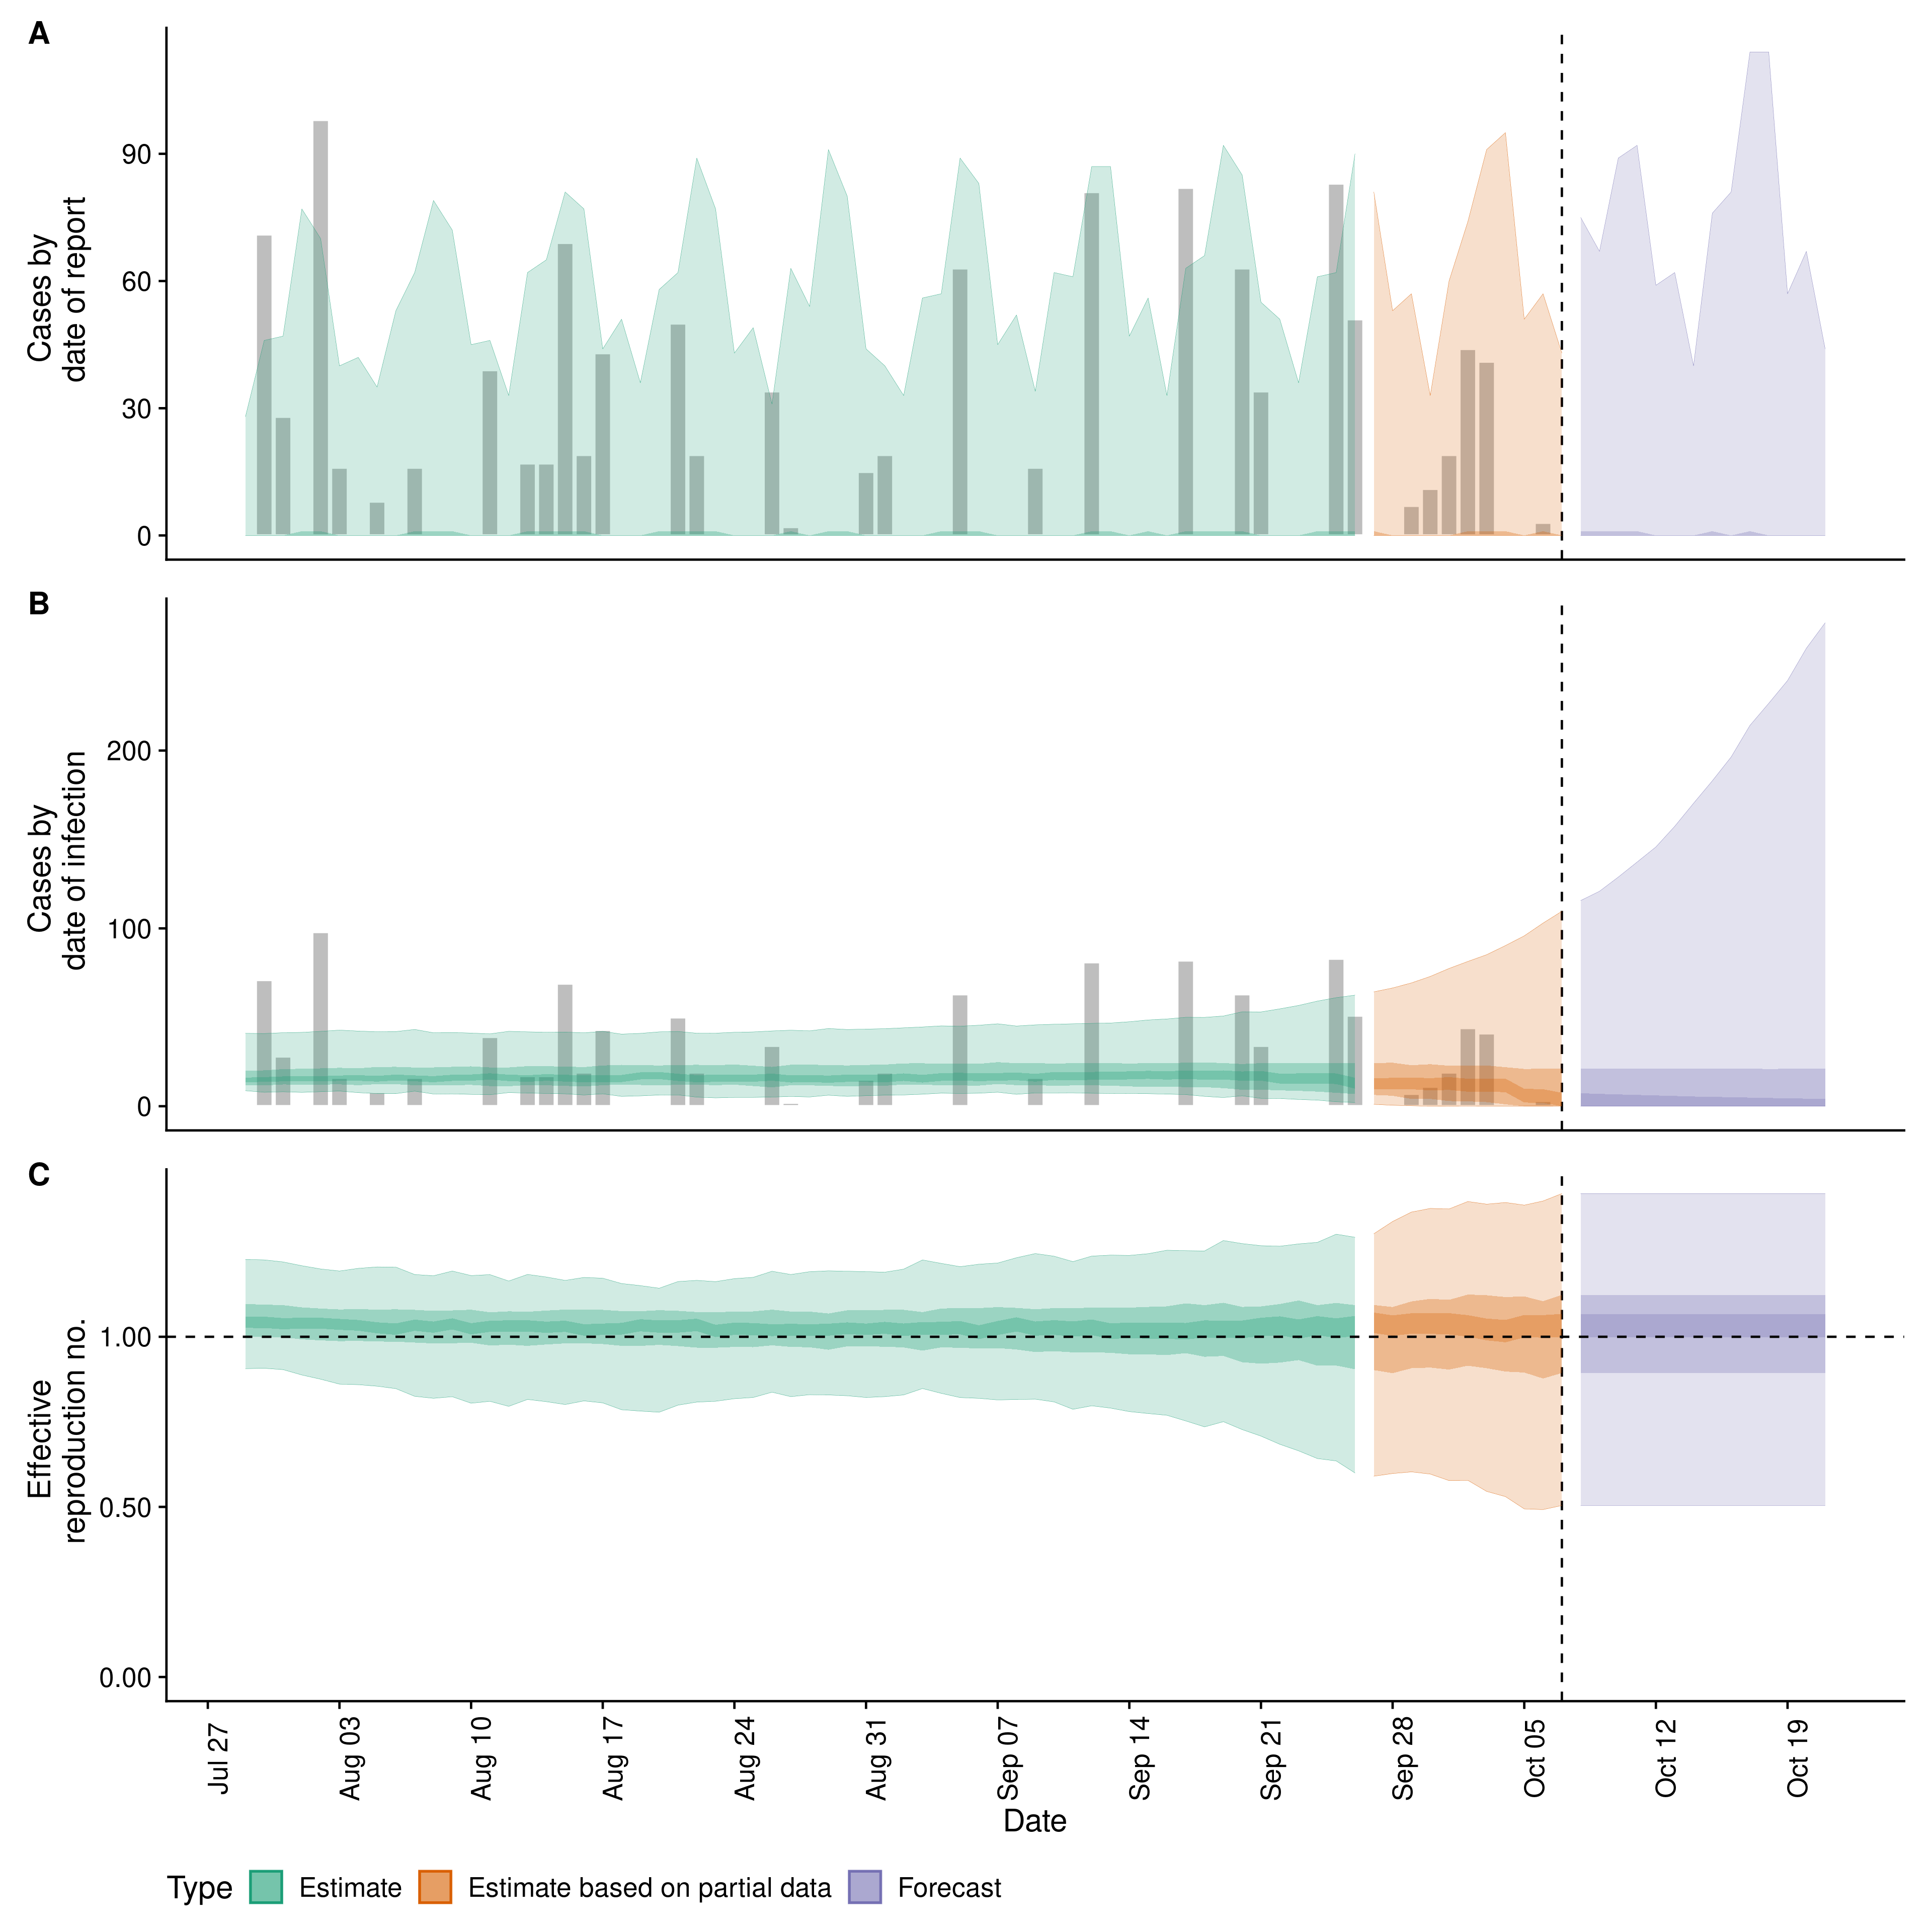 A
Cases by
date of report
90
60
30
0
B
Cases by
date of infection
200
100
0
C
Effective
reproduction no.
1.00
0.50
0.00
Jul 27
Aug 03
Aug 10
Aug 17
Aug 24
Aug 31
Sep 07
Sep 14
Sep 21
Sep 28
Oct 05
Oct 12
Oct 19
Date
Type Estimate Estimate based on partial data Forecast